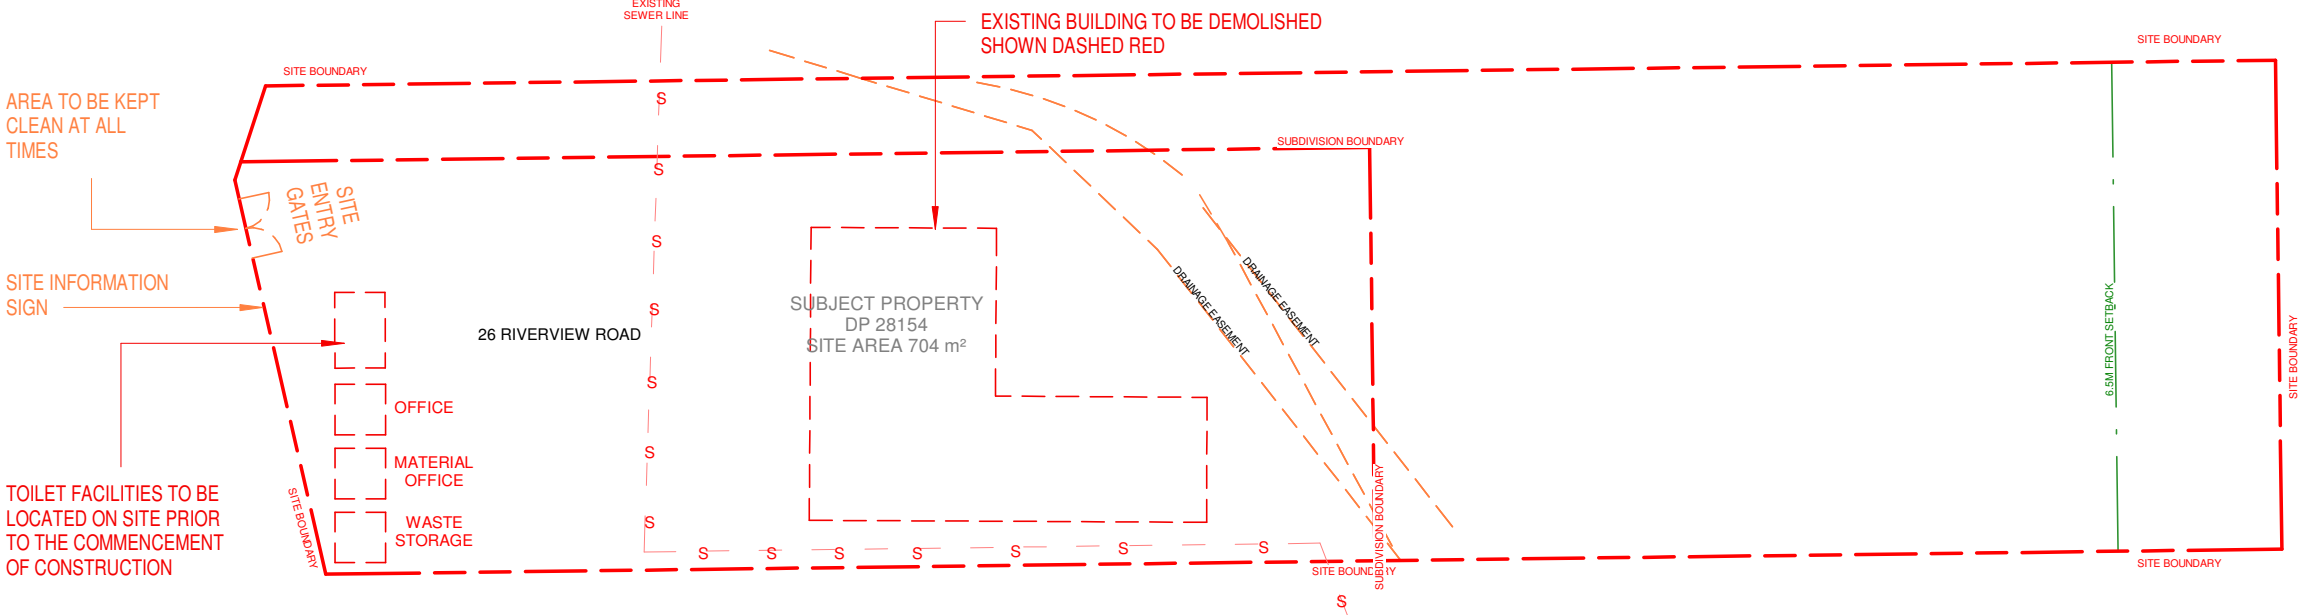 EXISTING
SEWER LINE
EXISTING BUILDING TO BE DEMOLISHED
SHOWN DASHED RED
SITE BOUNDARY
SITE BOUNDARY
AREA TO BE KEPT
CLEAN AT ALL
TIMES
S
SUBDIVISION BOUNDARY
S
SITE
ENTRY
GATES
S
SITE INFORMATION
SIGN
S
26 RIVERVIEW ROAD
SUBJECT PROPERTY
DP 28154
SITE AREA 704 m²
DRAINAGE EASEMENT
DRAINAGE EASEMENT
6.5M FRONT SETBACK
SITE BOUNDARY
S
OFFICE
S
MATERIAL
OFFICE
TOILET FACILITIES TO BE
LOCATED ON SITE PRIOR
TO THE COMMENCEMENT
OF CONSTRUCTION
SITE BOUNDARY
WASTE
STORAGE
S
S
S
S
S
S
S
S
SUBDIVISION BOUNDARY
SITE BOUNDARY
SITE BOUNDARY
S